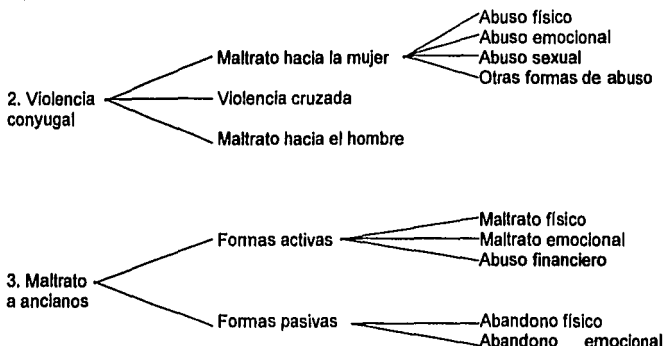 Abuso físico
Abuso emocional
Maltrato hacia la mujer
Abuso sexual
Otras formas de abuso
2. Violencia
conyugal
Violencia cruzada
Maltrato hacia el hombre
Maltrato físico
Formas activas
Maltrato emocional
Abuso financiero
3. Maltrato
a ancianos
Formas pasivas
Abandono físico
Abandono emocional